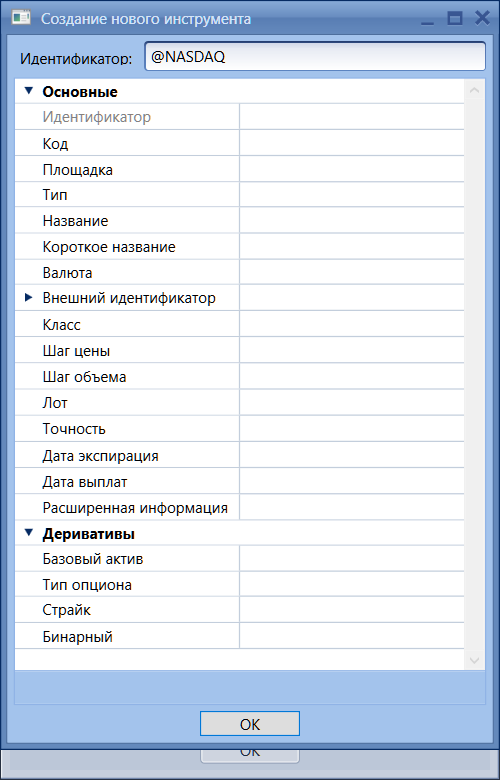 Создание нового инструмента
Идентификатор: @NASDAQ
Основные
Идентификатор
Код
Площадка
Тип
Название
Короткое название
Валюта
Внешний идентификатор
Класс
Шаг цены
Шаг объема
Лот
Точность
Дата экспирация
Дата выплат
Расширенная информация
Деривативы
Базовый актив
Тип опциона
Страйк
Бинарный
OK
OK